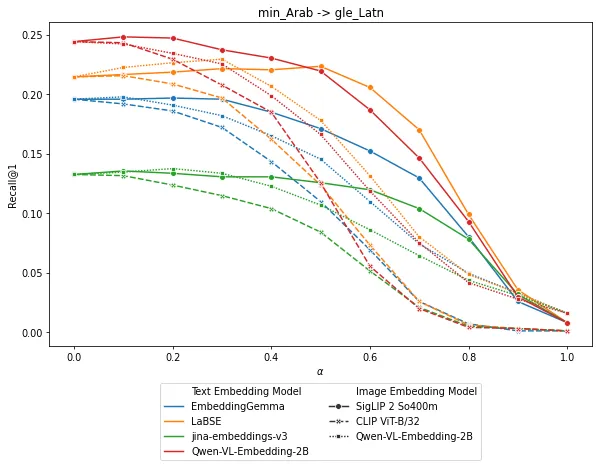 min_Arab -> gle_Latn
Recall@1
0.25
0.20
0.15
0.10
0.05
0.00
0.0 0.2 0.4 0.6 0.8 1.0
α
Text Embedding Model Image Embedding Model
EmbeddingGemma SigLIP 2 So400m
LaBSE CLIP ViT-B/32
jina-embeddings-v3 Qwen-VL-Embedding-2B
Qwen-VL-Embedding-2B